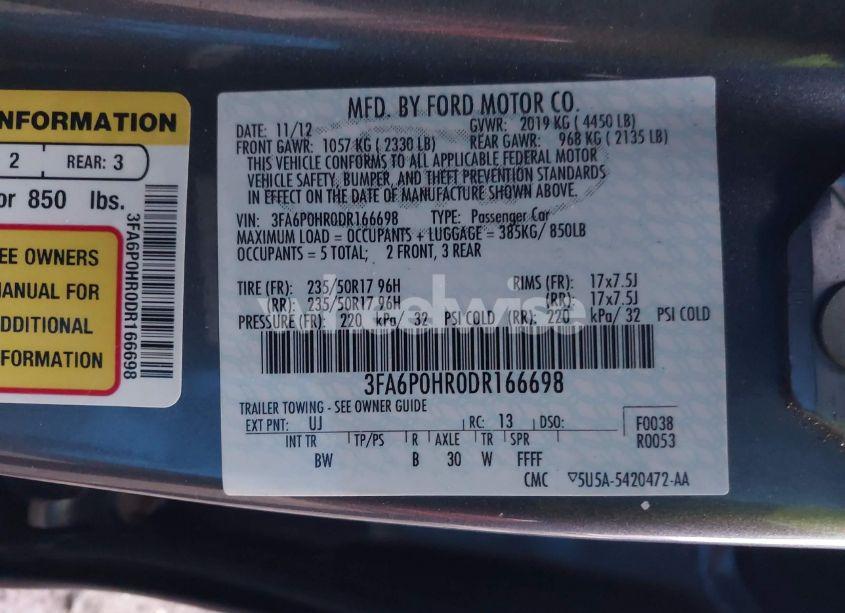 NFORMATION
2 REAR: 3
or 850 lbs.
EE OWNERS
MANUAL FOR
DDITIONAL
NFORMATION
3FA6P0HR0DR166698
MFD. BY FORD MOTOR CO.
DATE: 11/12 GVWR: 2019 KG ( 4450 LB)
FRONT GAWR: 1057 KG ( 2330 LB) REAR GAWR: 968 KG ( 2135 LB)
THIS VEHICLE CONFORMS TO ALL APPLICABLE FEDERAL MOTOR
VEHICLE SAFETY, BUMPER, AND THEFT PREVENTION STANDARDS
IN EFFECT ON THE DATE OF MANUFACTURE SHOWN ABOVE.
VIN: 3FA6P0HR0DR166698 TYPE: Passenger Car
MAXIMUM LOAD = OCCUPANTS + LUGGAGE = 385KG/ 850LB
OCCUPANTS = 5 TOTAL; 2 FRONT, 3 REAR
TIRE (FR): 235/50R17 96H RIMS (FR): 17x7.5J
(RR): 235/50R17 96H (RR): 17x7.5J
PRESSURE (FR): 220 kPa/ 32 PSI COLD (RR): 220 kPa/ 32 PSI COLD
wheelwise
3FA6P0HR0DR166698
TRAILER TOWING - SEE OWNER GUIDE
EXT PNT: UJ RC: 13 DSO: F0038
R0053
INT TR TP/PS R AXLE TR SPR
BW B 30 W FFFF
CMC ▽5U5A-5420472-AA